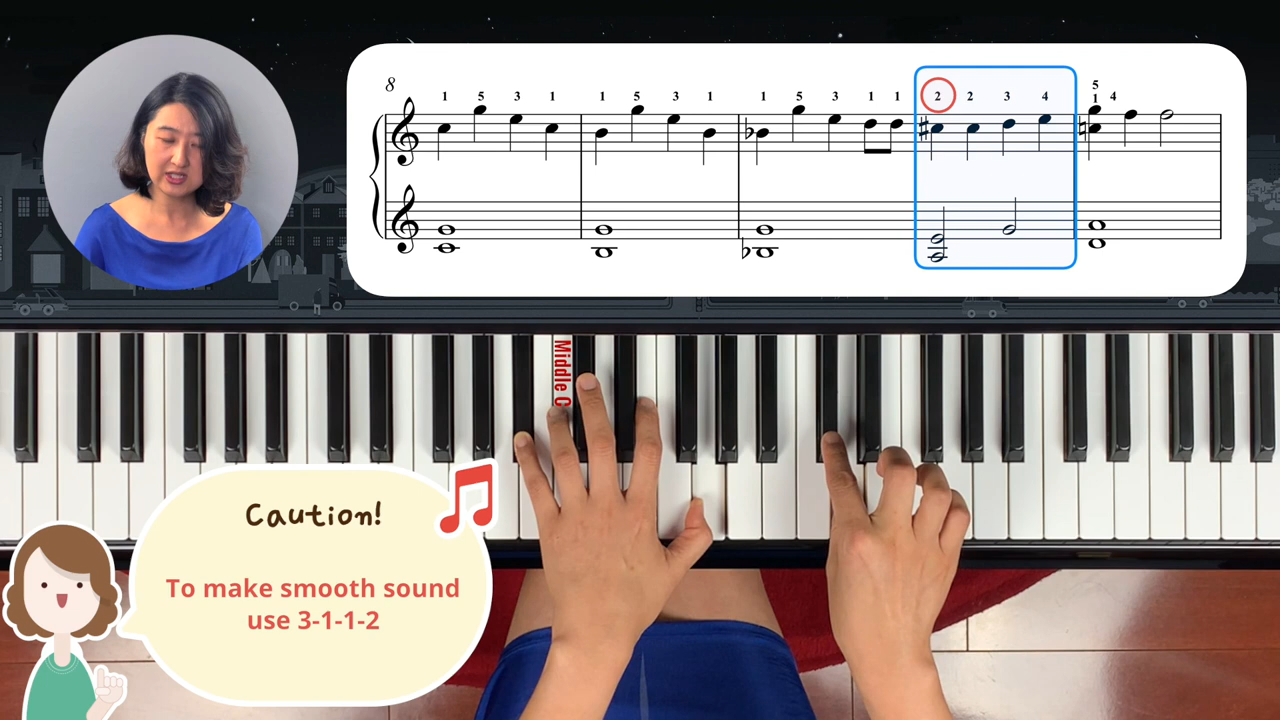 8
1 5 3 1 1 5 3 1 1 5 3 1 1 2 2 3 4 5
1 4
Middle C
Caution!
To make smooth sound
use 3-1-1-2